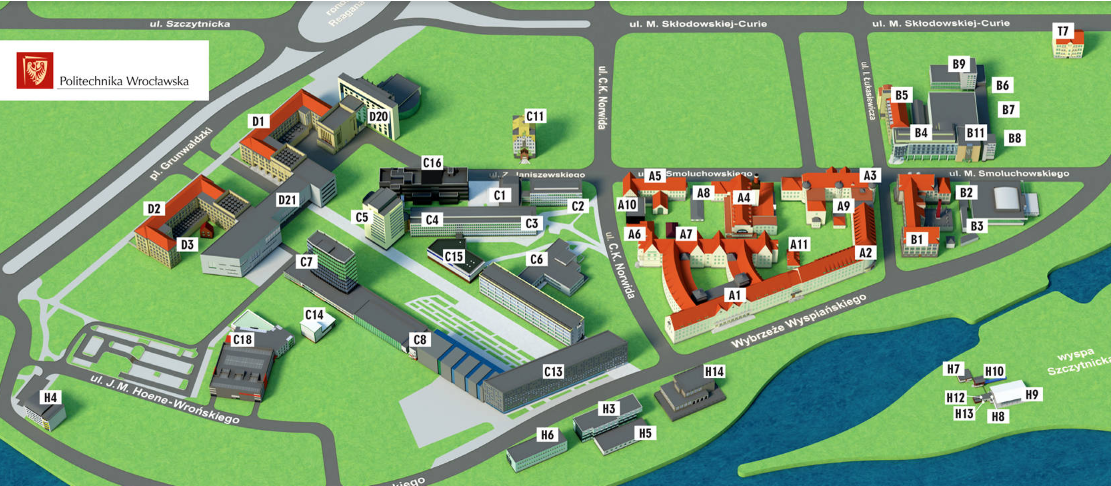 ul. Szczytnicka
rondo
Reagana
ul. M. Skłodowskiej-Curie
ul. M. Skłodowskiej-Curie
T7
Politechnika Wrocławska
pl. Grunwaldzki
ul. C.K. Norwida
ul. I. Łukasiewicza
B9
B6
B5
B7
B4
B11
B8
D1
D20
C11
C16
ul. Z. Janiszewskiego
ul. M. Smoluchowskiego
A5
Smoluchowskiego
A3
D21
C1
A8
A4
A10
A9
B2
D2
C5
C4
C3
C2
B3
D3
A6
A7
B1
C15
C6
ul. C.K. Norwida
A11
A2
C7
A1
Wybrzeże Wyspiańskiego
C14
C18
C8
wyspa
Szczytnicka
C13
H14
H7
H10
ul. J.M. Hoene-Wrońskiego
H4
H12
H9
H3
H13
H8
H6
H5